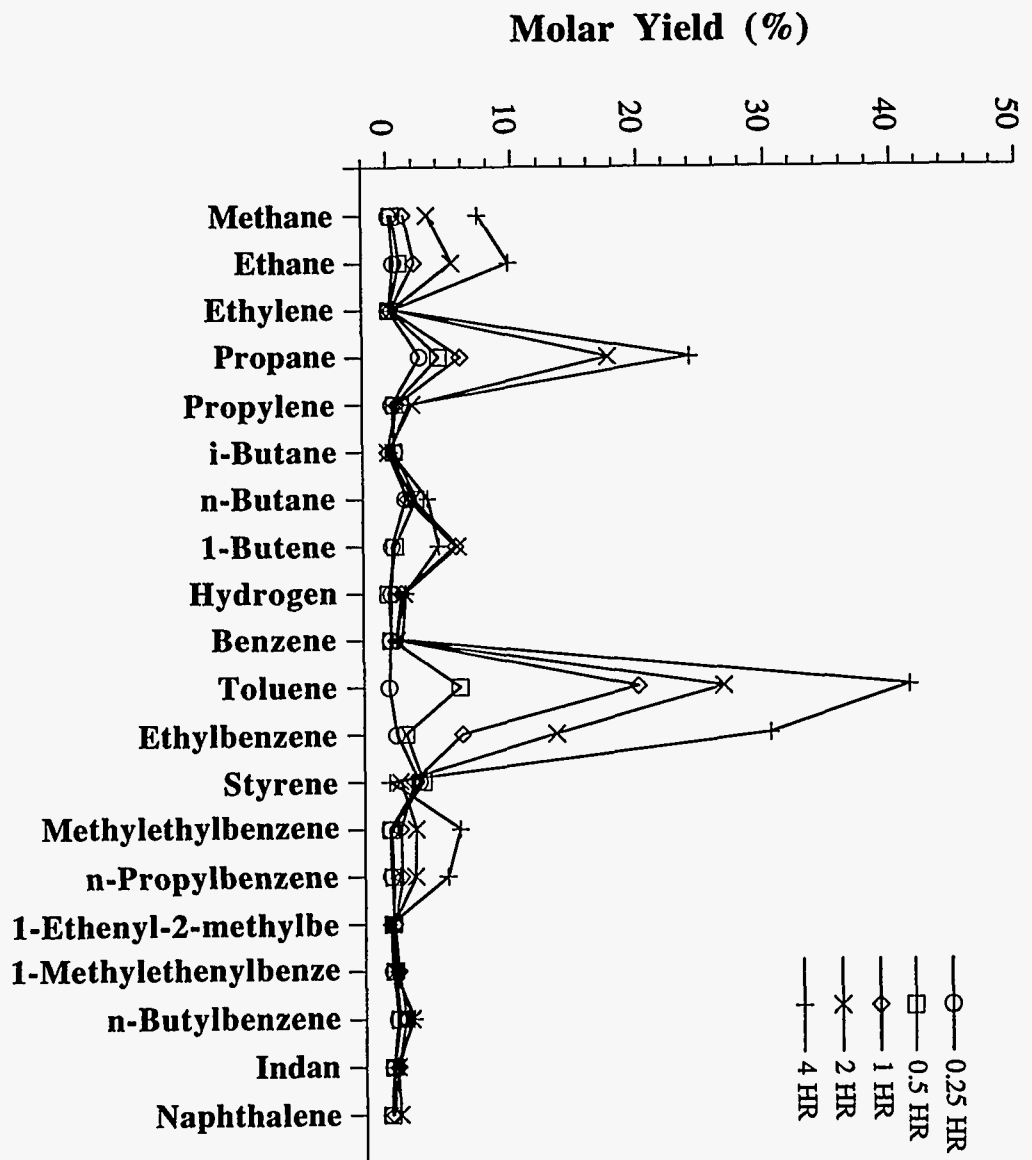 Molar Yield (%)
0
10
20
30
40
50
Methane
Ethane
Ethylene
Propane
Propylene
i-Butane
n-Butane
1-Butene
Hydrogen
Benzene
Toluene
Ethylbenzene
Styrene
Methylethylbenzene
n-Propylbenzene
1-Ethenyl-2-methylbe
1-Methylethenylbenze
n-Butylbenzene
Indan
Naphthalene
0.25 HR
0.5 HR
1 HR
2 HR
4 HR